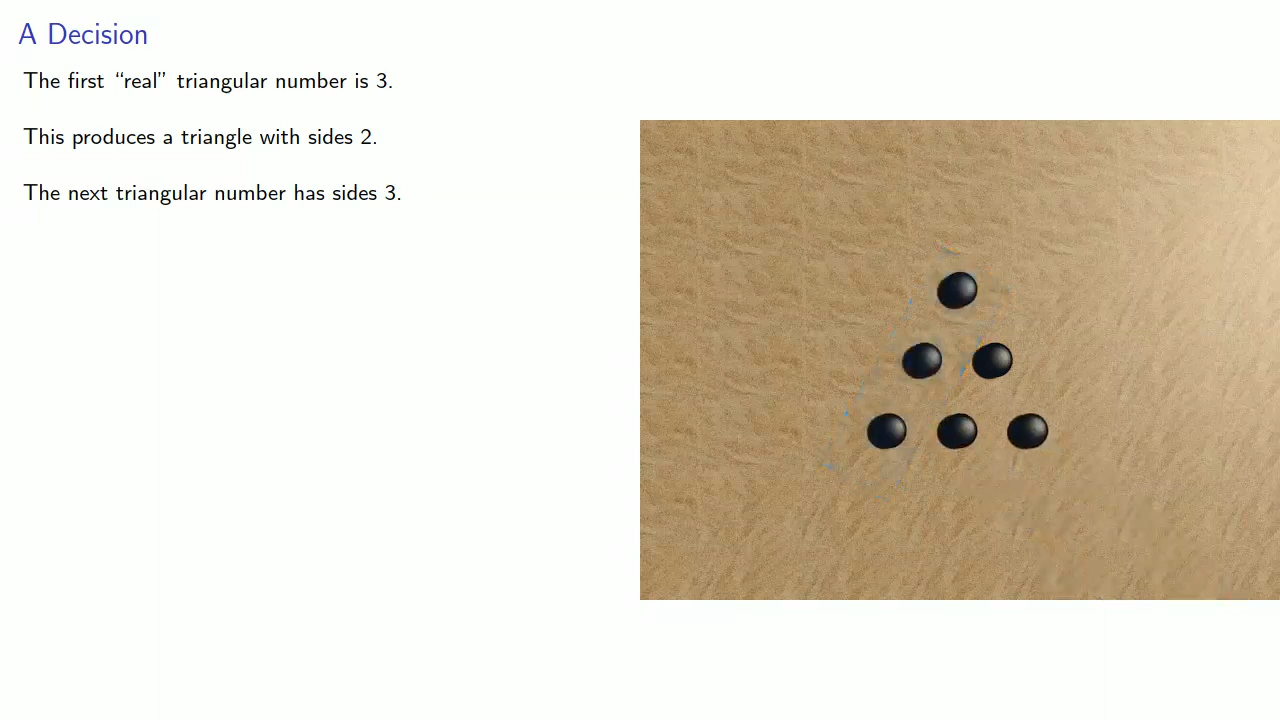 A Decision
The first “real” triangular number is 3.
This produces a triangle with sides 2.
The next triangular number has sides 3.